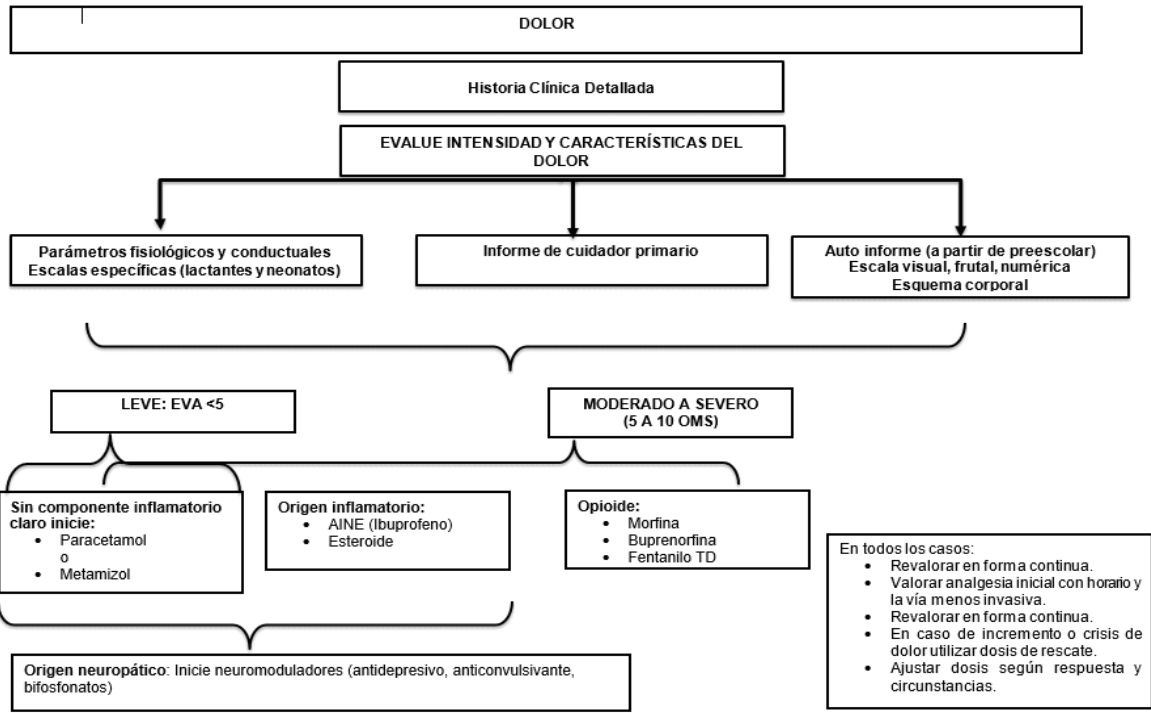 DOLOR
Historia Clínica Detallada
EVALUE INTENSIDAD Y CARACTERÍSTICAS DEL
DOLOR
Parámetros fisiológicos y conductuales
Escalas específicas (lactantes y neonatos)
Informe de cuidador primario
Auto informe (a partir de preescolar)
Escala visual, frutal, numérica
Esquema corporal
LEVE: EVA <5
MODERADO A SEVERO
(5 A 10 OMS)
Sin componente inflamatorio
claro inicie:
• Paracetamol
o
• Metamizol
Origen inflamatorio:
• AINE (Ibuprofeno)
• Esteroide
Opioide:
• Morfina
• Buprenorfina
• Fentanilo TD
En todos los casos:
• Revalorar en forma continua.
• Valorar analgesia inicial con horario y
la vía menos invasiva.
• Revalorar en forma continua.
• En caso de incremento o crisis de
dolor utilizar dosis de rescate.
• Ajustar dosis según respuesta y
circunstancias.
Origen neuropático: Inicie neuromoduladores (antidepresivo, anticonvulsivante,
bifosfonatos)